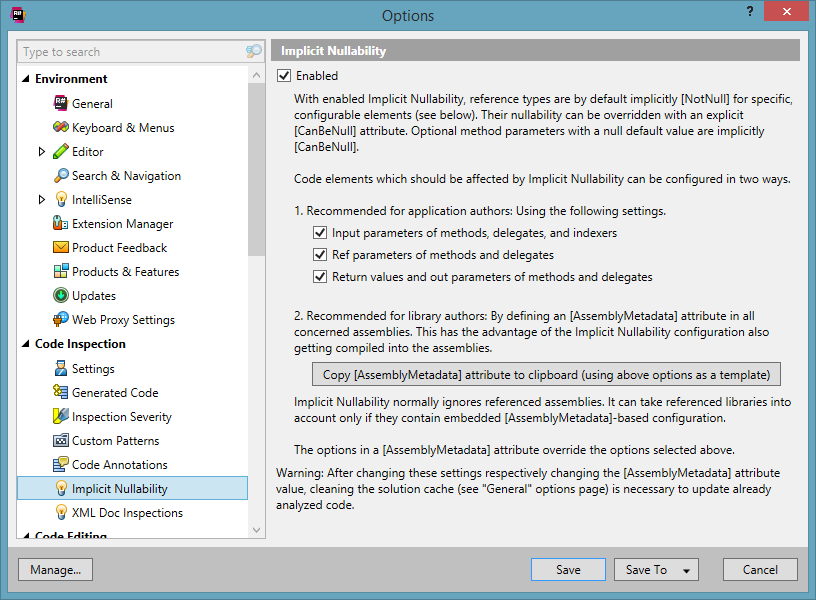 R#
Options
?
Type to search
Environment
General
Keyboard & Menus
Editor
Search & Navigation
IntelliSense
Extension Manager
Product Feedback
Products & Features
Updates
Web Proxy Settings
Code Inspection
Settings
Generated Code
Inspection Severity
Custom Patterns
Code Annotations
Implicit Nullability
XML Doc Inspections
Code Editing
Implicit Nullability
Enabled
With enabled Implicit Nullability, reference types are by default implicitly [NotNull] for specific,
configurable elements (see below). Their nullability can be overridden with an explicit
[CanBeNull] attribute. Optional method parameters with a null default value are implicitly
[CanBeNull].
Code elements which should be affected by Implicit Nullability can be configured in two ways.
1. Recommended for application authors: Using the following settings.
Input parameters of methods, delegates, and indexers
Ref parameters of methods and delegates
Return values and out parameters of methods and delegates
2. Recommended for library authors: By defining an [AssemblyMetadata] attribute in all
concerned assemblies. This has the advantage of the Implicit Nullability configuration also
getting compiled into the assemblies.
Copy [AssemblyMetadata] attribute to clipboard (using above options as a template)
Implicit Nullability normally ignores referenced assemblies. It can take referenced libraries into
account only if they contain embedded [AssemblyMetadata]-based configuration.
The options in a [AssemblyMetadata] attribute override the options selected above.
Warning: After changing these settings respectively changing the [AssemblyMetadata] attribute
value, cleaning the solution cache (see "General" options page) is necessary to update already
analyzed code.
Manage...
Save
Save To
Cancel